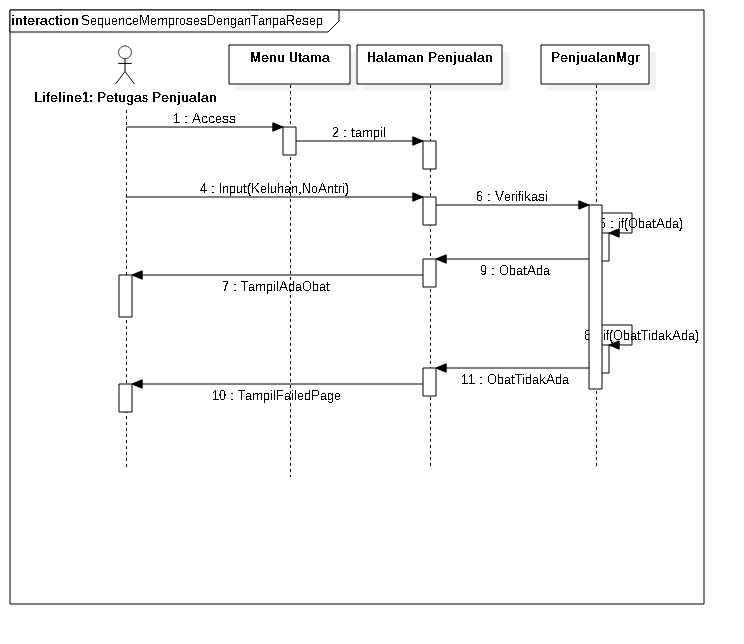 interaction SequenceMemprosesDenganTanpaResep
Menu Utama
Halaman Penjualan
PenjualanMgr
Lifeline1: Petugas Penjualan
1 : Access
2 : tampil
4 : Input(Keluhan,NoAntri)
6 : Verifikasi
5 : if(ObatAda)
9 : ObatAda
7 : TampilAdaObat
8 : if(ObatTidakAda)
11 : ObatTidakAda
10 : TampilFailedPage